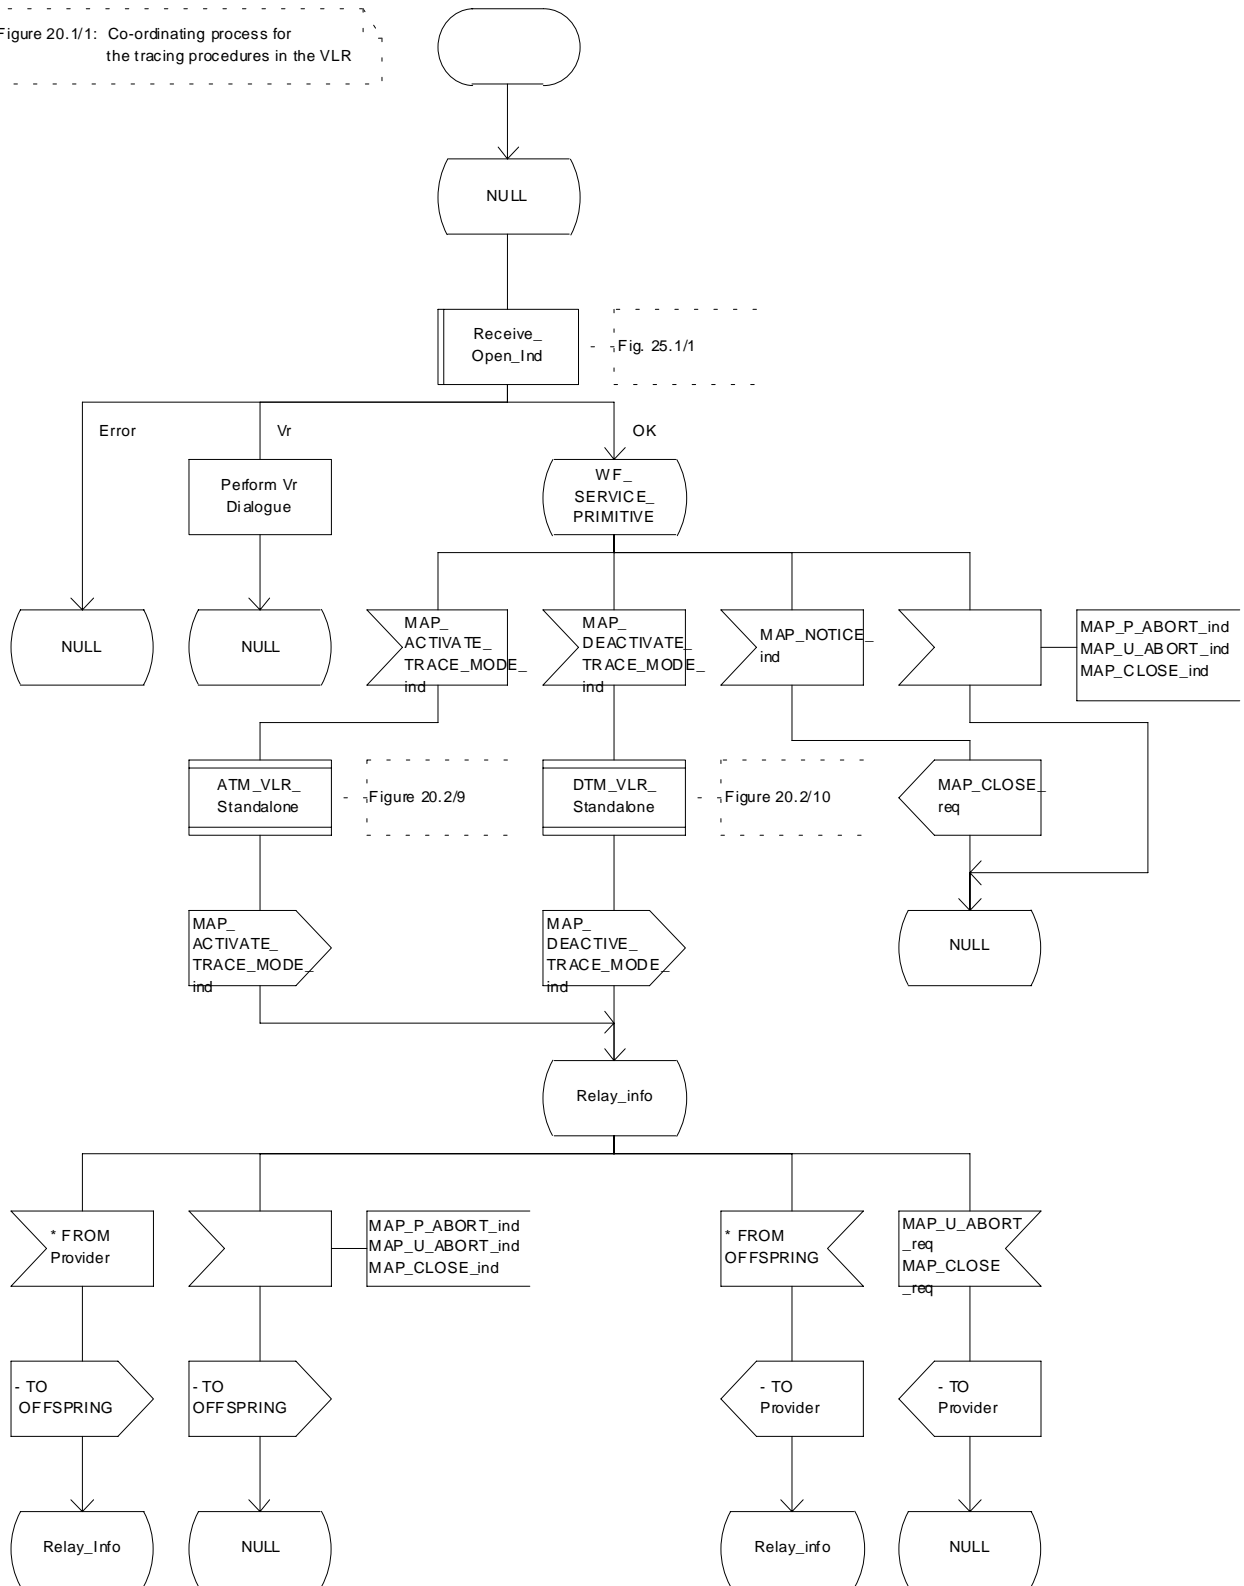 Figure 20.1/1: Co-ordinating process for
the tracing procedures in the VLR
NULL
Receive_
Open_Ind
Fig. 25.1/1
Error
Vr
OK
Perform Vr
Dialogue
WF_
SERVICE_
PRIMITIVE
NULL
NULL
MAP_
ACTIVATE_
TRACE_MODE_
ind
MAP_
DEACTIVATE_
TRACE_MODE_
ind
MAP_NOTICE_
ind
MAP_P_ABORT_ind
MAP_U_ABORT_ind
MAP_CLOSE_ind
ATM_VLR_
Standalone
Figure 20.2/9
DTM_VLR_
Standalone
Figure 20.2/10
MAP_CLOSE_
req
MAP_
ACTIVATE_
TRACE_MODE_
ind
MAP_
DEACTIVE_
TRACE_MODE_
ind
NULL
Relay_info
* FROM
Provider
MAP_P_ABORT_ind
MAP_U_ABORT_ind
MAP_CLOSE_ind
* FROM
OFFSPRING
MAP_U_ABORT
_req
MAP_CLOSE
_req
- TO
OFFSPRING
- TO
OFFSPRING
- TO
Provider
- TO
Provider
Relay_Info
NULL
Relay_info
NULL